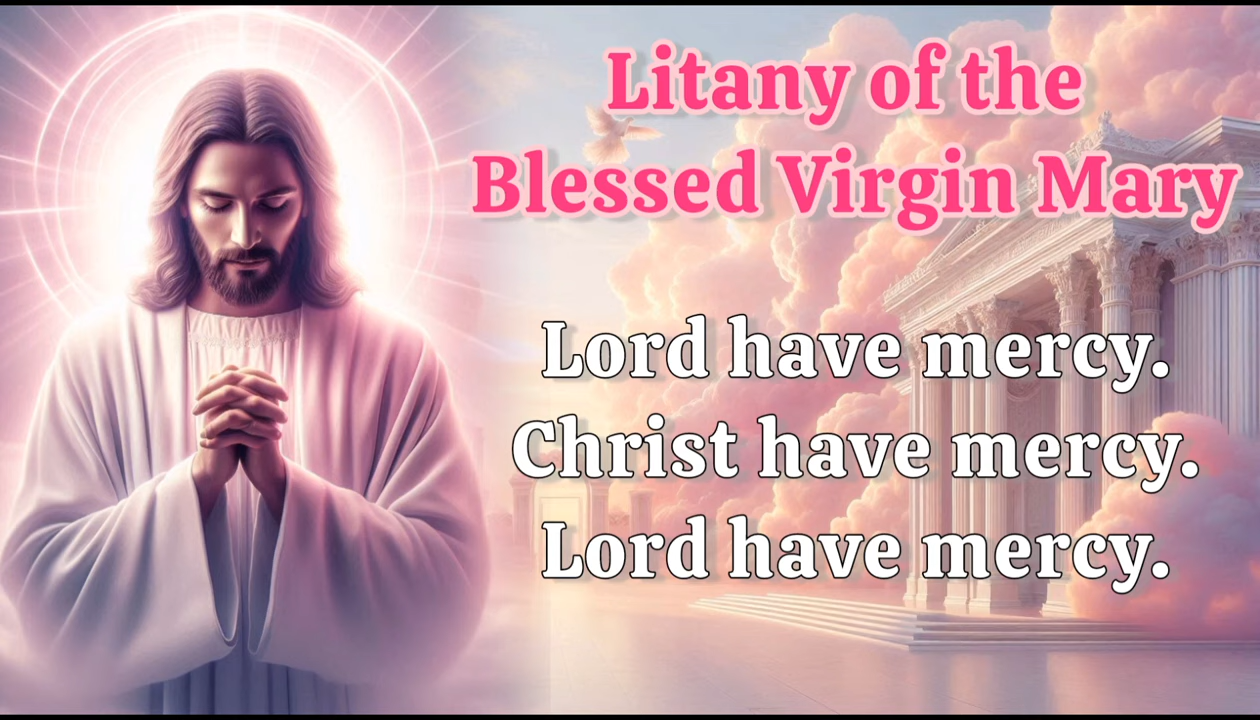 Litany of the
Blessed Virgin Mary
Lord have mercy.
Christ have mercy.
Lord have mercy.